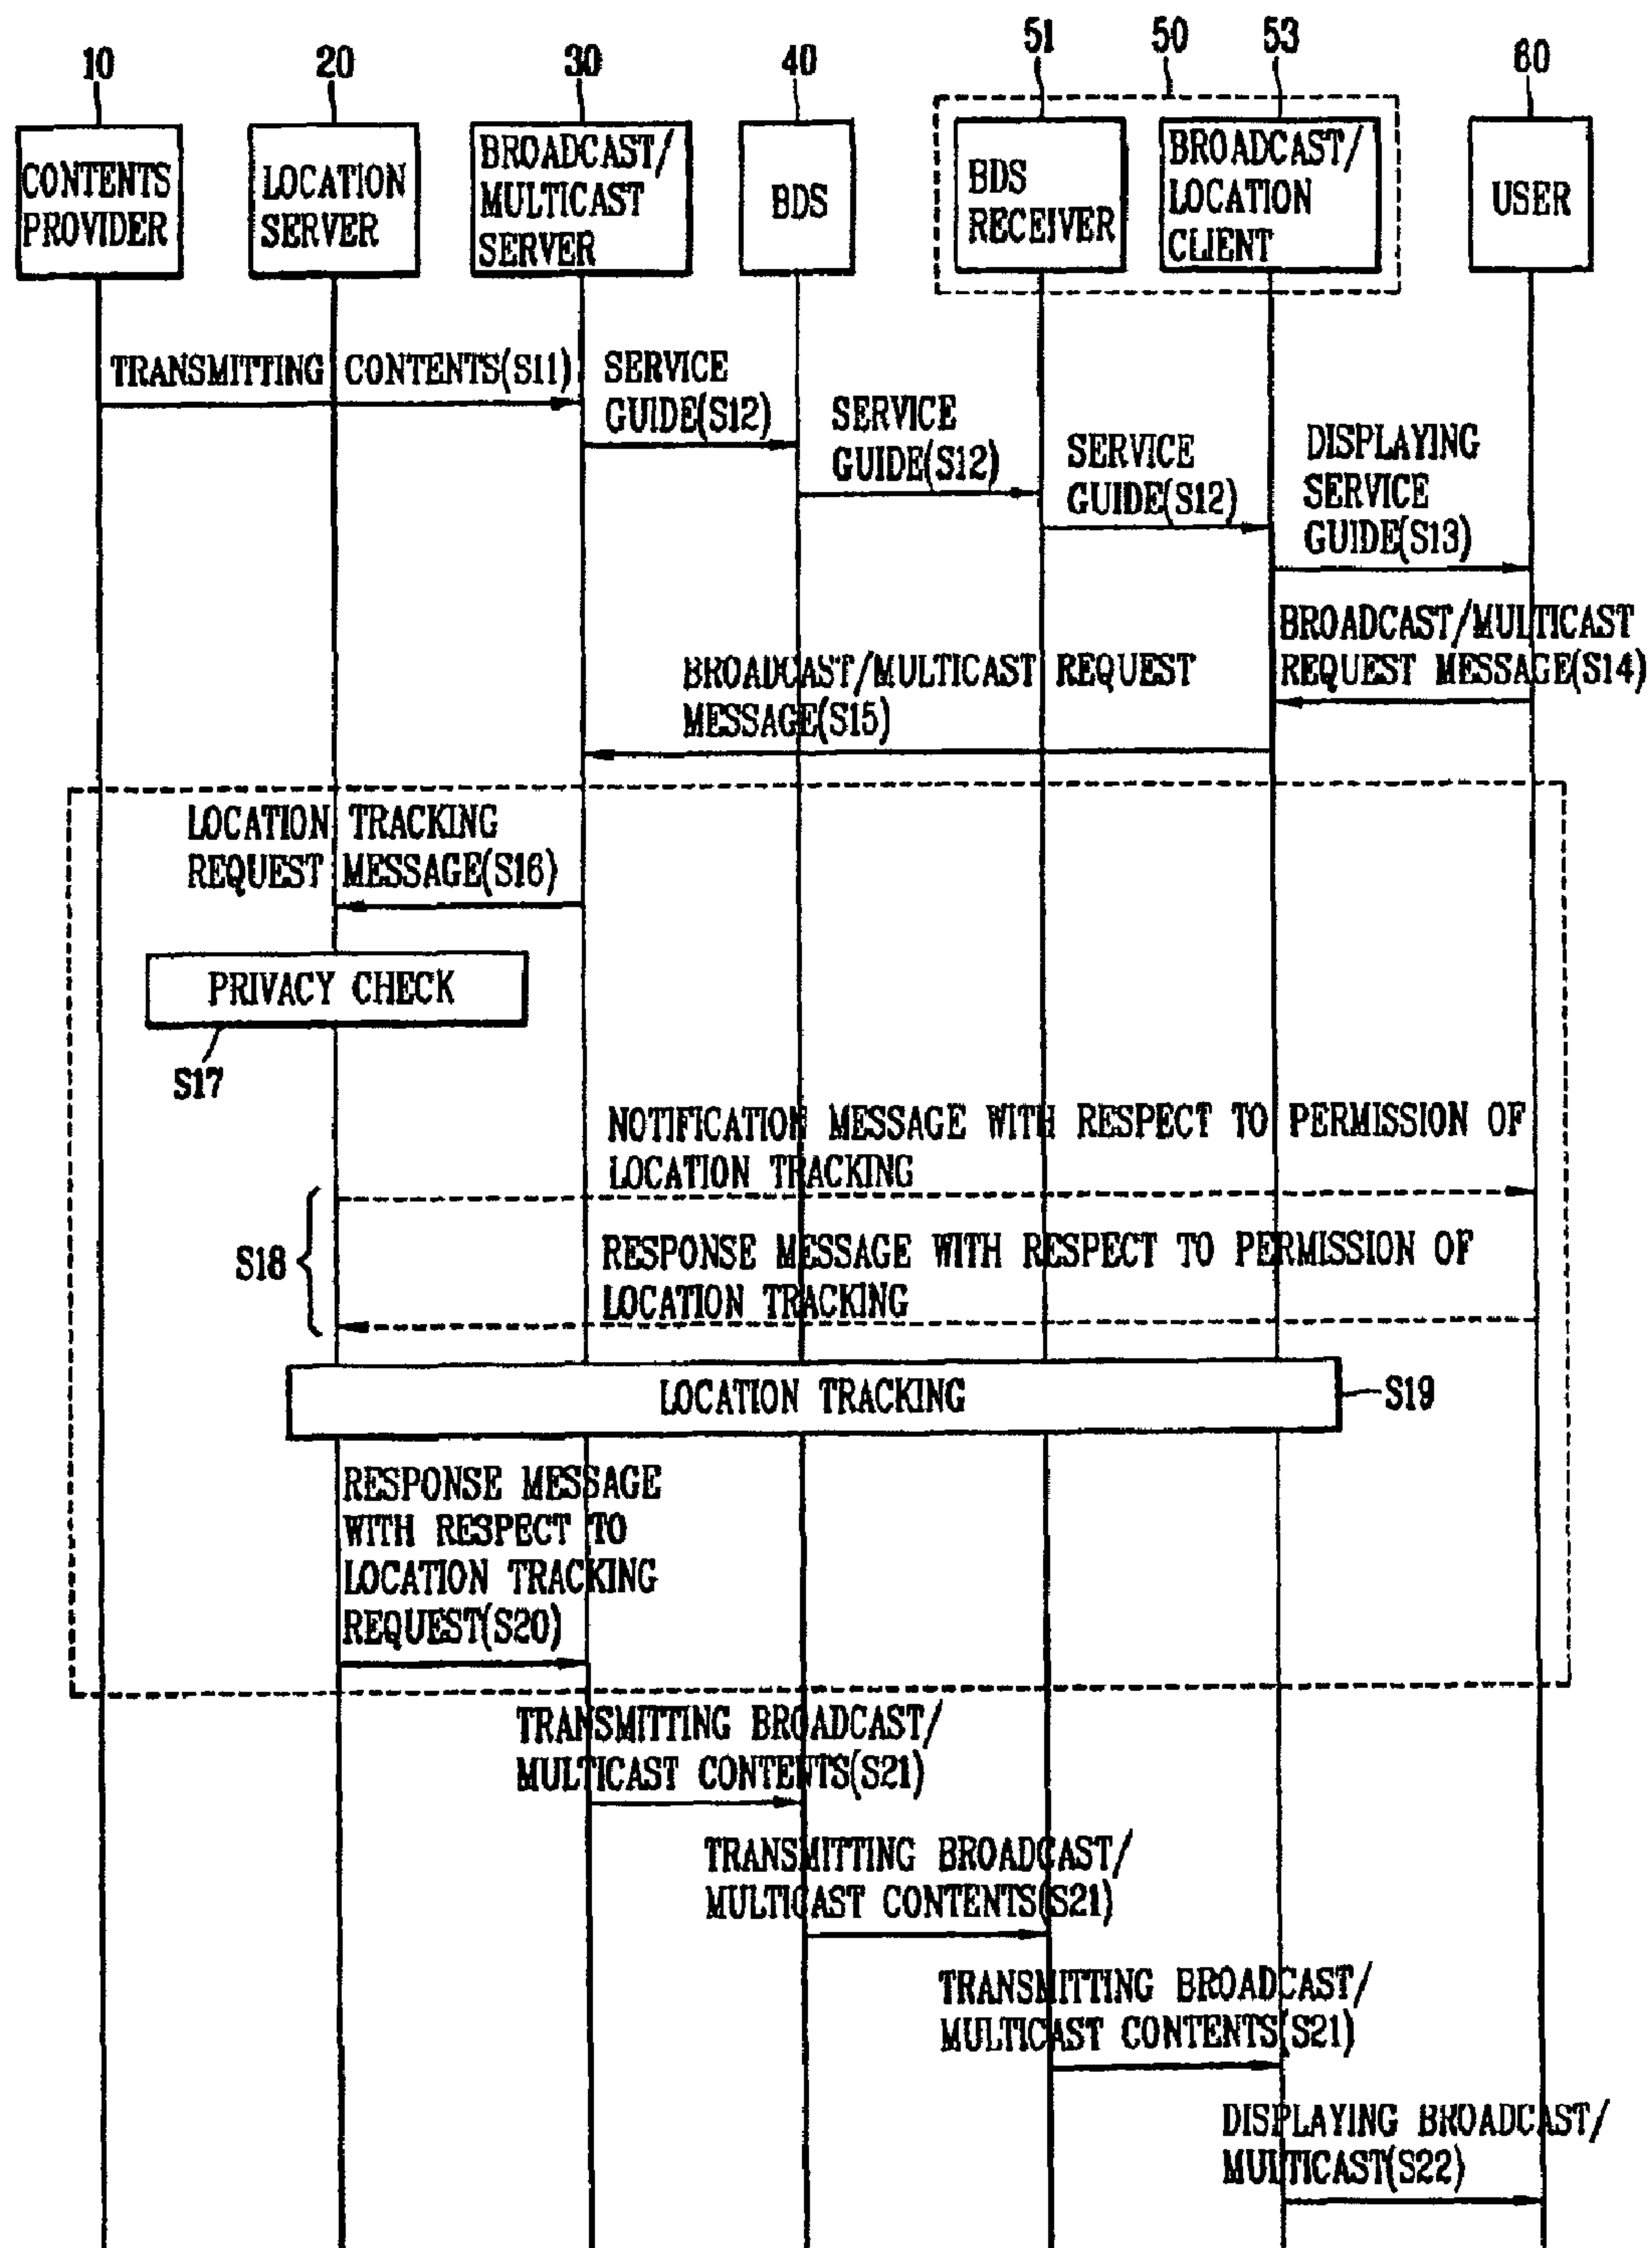 10
20
30
40
51
50
53
60
CONTENTS
PROVIDER
LOCATION
SERVER
BROADCAST/
MULTICAST
SERVER
BDS
BDS
RECEIVER
BROADCAST/
LOCATION
CLIENT
USER
TRANSMITTING CONTENTS(S11)
SERVICE
GUIDE(S12)
SERVICE
GUIDE(S12)
SERVICE
GUIDE(S12)
DISPLAYING
SERVICE
GUIDE(S13)
BROADCAST/MULTICAST
REQUEST MESSAGE(S14)
BROADCAST/MULTICAST REQUEST
MESSAGE(S15)
LOCATION TRACKING
REQUEST MESSAGE(S16)
PRIVACY CHECK
S17
NOTIFICATION MESSAGE WITH RESPECT TO PERMISSION OF
LOCATION TRACKING
S18
RESPONSE MESSAGE WITH RESPECT TO PERMISSION OF
LOCATION TRACKING
LOCATION TRACKING
S19
RESPONSE MESSAGE
WITH RESPECT TO
LOCATION TRACKING
REQUEST(S20)
TRANSMITTING BROADCAST/
MULTICAST CONTENTS(S21)
TRANSMITTING BROADCAST/
MULTICAST CONTENTS(S21)
TRANSMITTING BROADCAST/
MULTICAST CONTENTS(S21)
DISPLAYING BROADCAST/
MULTICAST(S22)